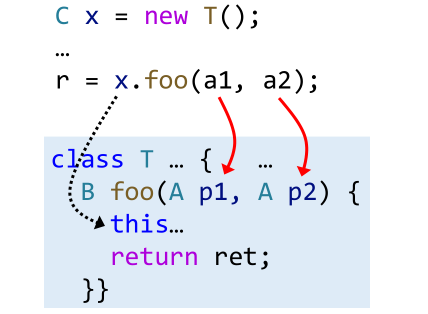 C x = new T();
…
r = x.foo(a1, a2);
class T … { …
B foo(A p1, A p2) {
this…
return ret;
}}